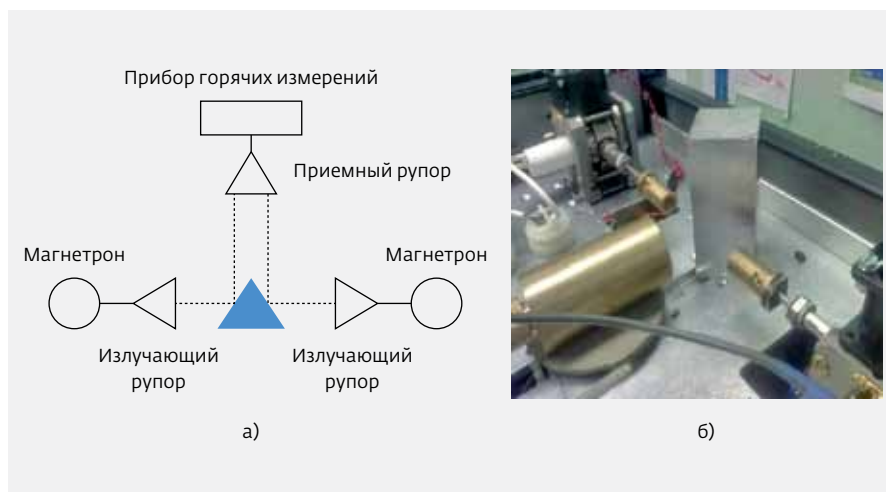 Прибор горячих измерений
Приемный рупор
Магнетрон
Магнетрон
Излучающий
рупор
Излучающий
рупор
а)
б)